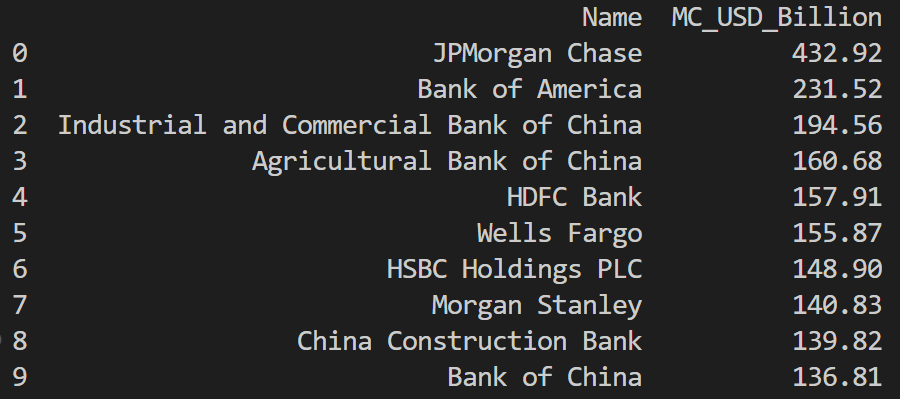 Name MC_USD_Billion
0 JPMorgan Chase 432.92
1 Bank of America 231.52
2 Industrial and Commercial Bank of China 194.56
3 Agricultural Bank of China 160.68
4 HDFC Bank 157.91
5 Wells Fargo 155.87
6 HSBC Holdings PLC 148.90
7 Morgan Stanley 140.83
8 China Construction Bank 139.82
9 Bank of China 136.81